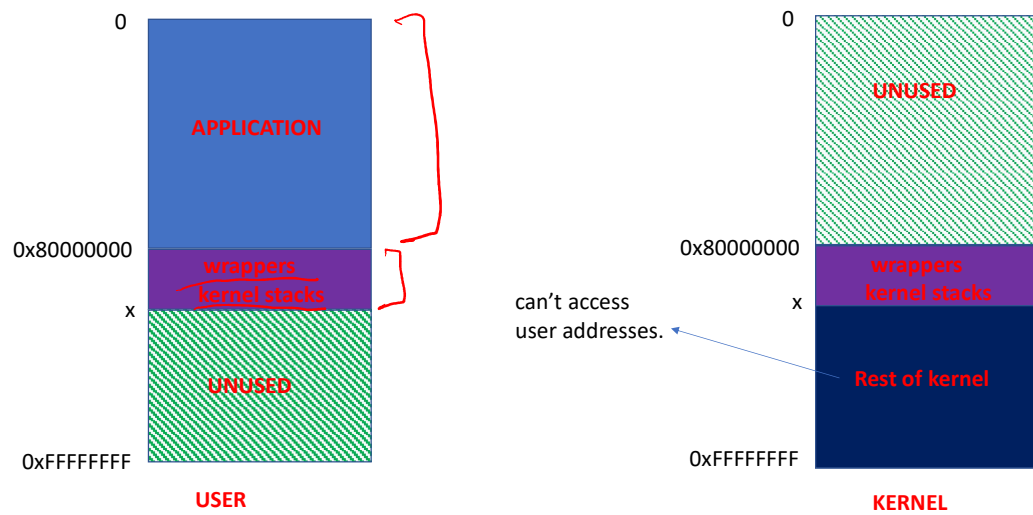 0
APPLICATION
0x80000000
wrappers
kernel stacks
x
UNUSED
0xFFFFFFFF
USER
can't access
user addresses.
0
UNUSED
0x80000000
wrappers
kernel stacks
x
Rest of kernel
0xFFFFFFFF
KERNEL